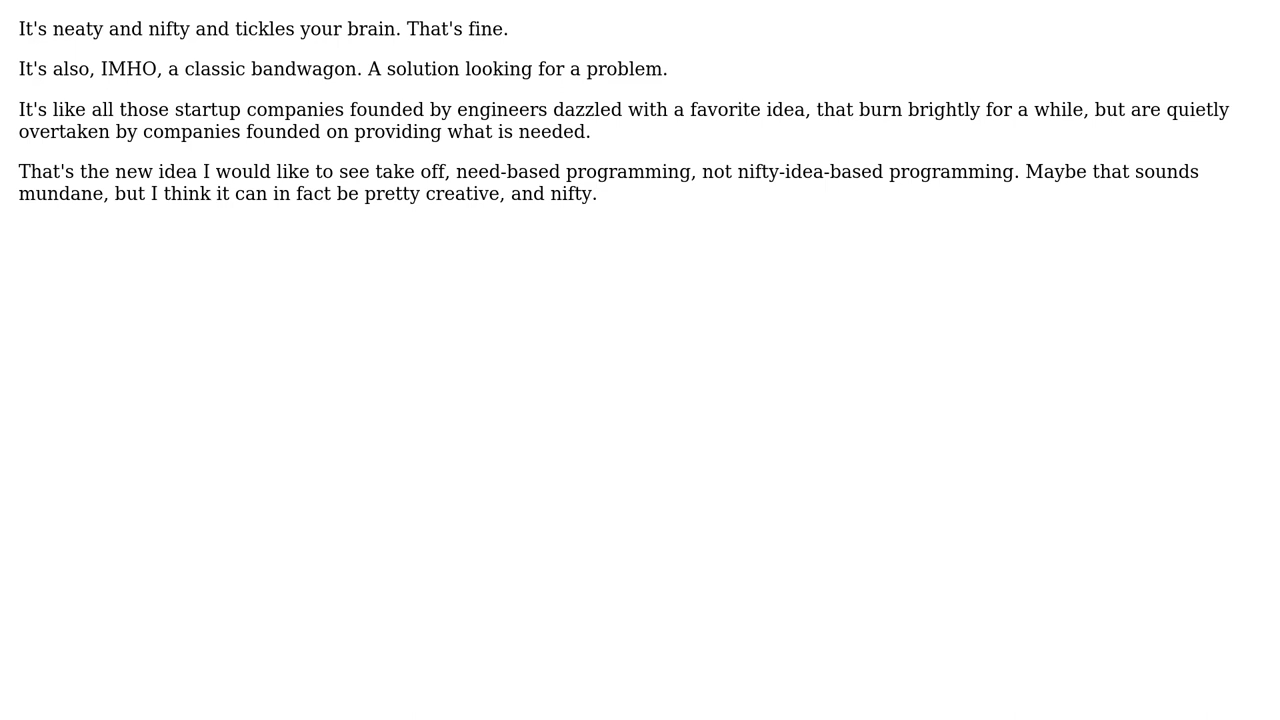 It's neaty and nifty and tickles your brain. That's fine.
It's also, IMHO, a classic bandwagon. A solution looking for a problem.
It's like all those startup companies founded by engineers dazzled with a favorite idea, that burn brightly for a while, but are quietly
overtaken by companies founded on providing what is needed.
That's the new idea I would like to see take off, need-based programming, not nifty-idea-based programming. Maybe that sounds
mundane, but I think it can in fact be pretty creative, and nifty.